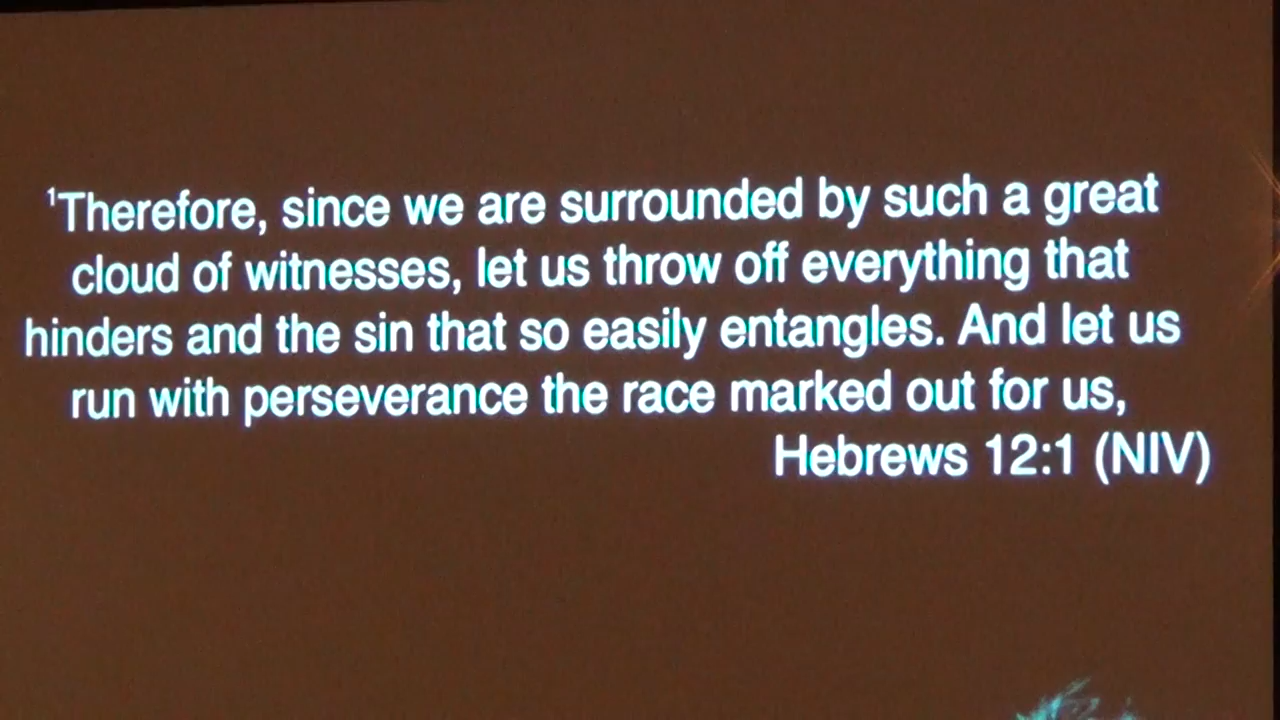 ¹Therefore, since we are surrounded by such a great
cloud of witnesses, let us throw off everything that
hinders and the sin that so easily entangles. And let us
run with perseverance the race marked out for us,
Hebrews 12:1 (NIV)